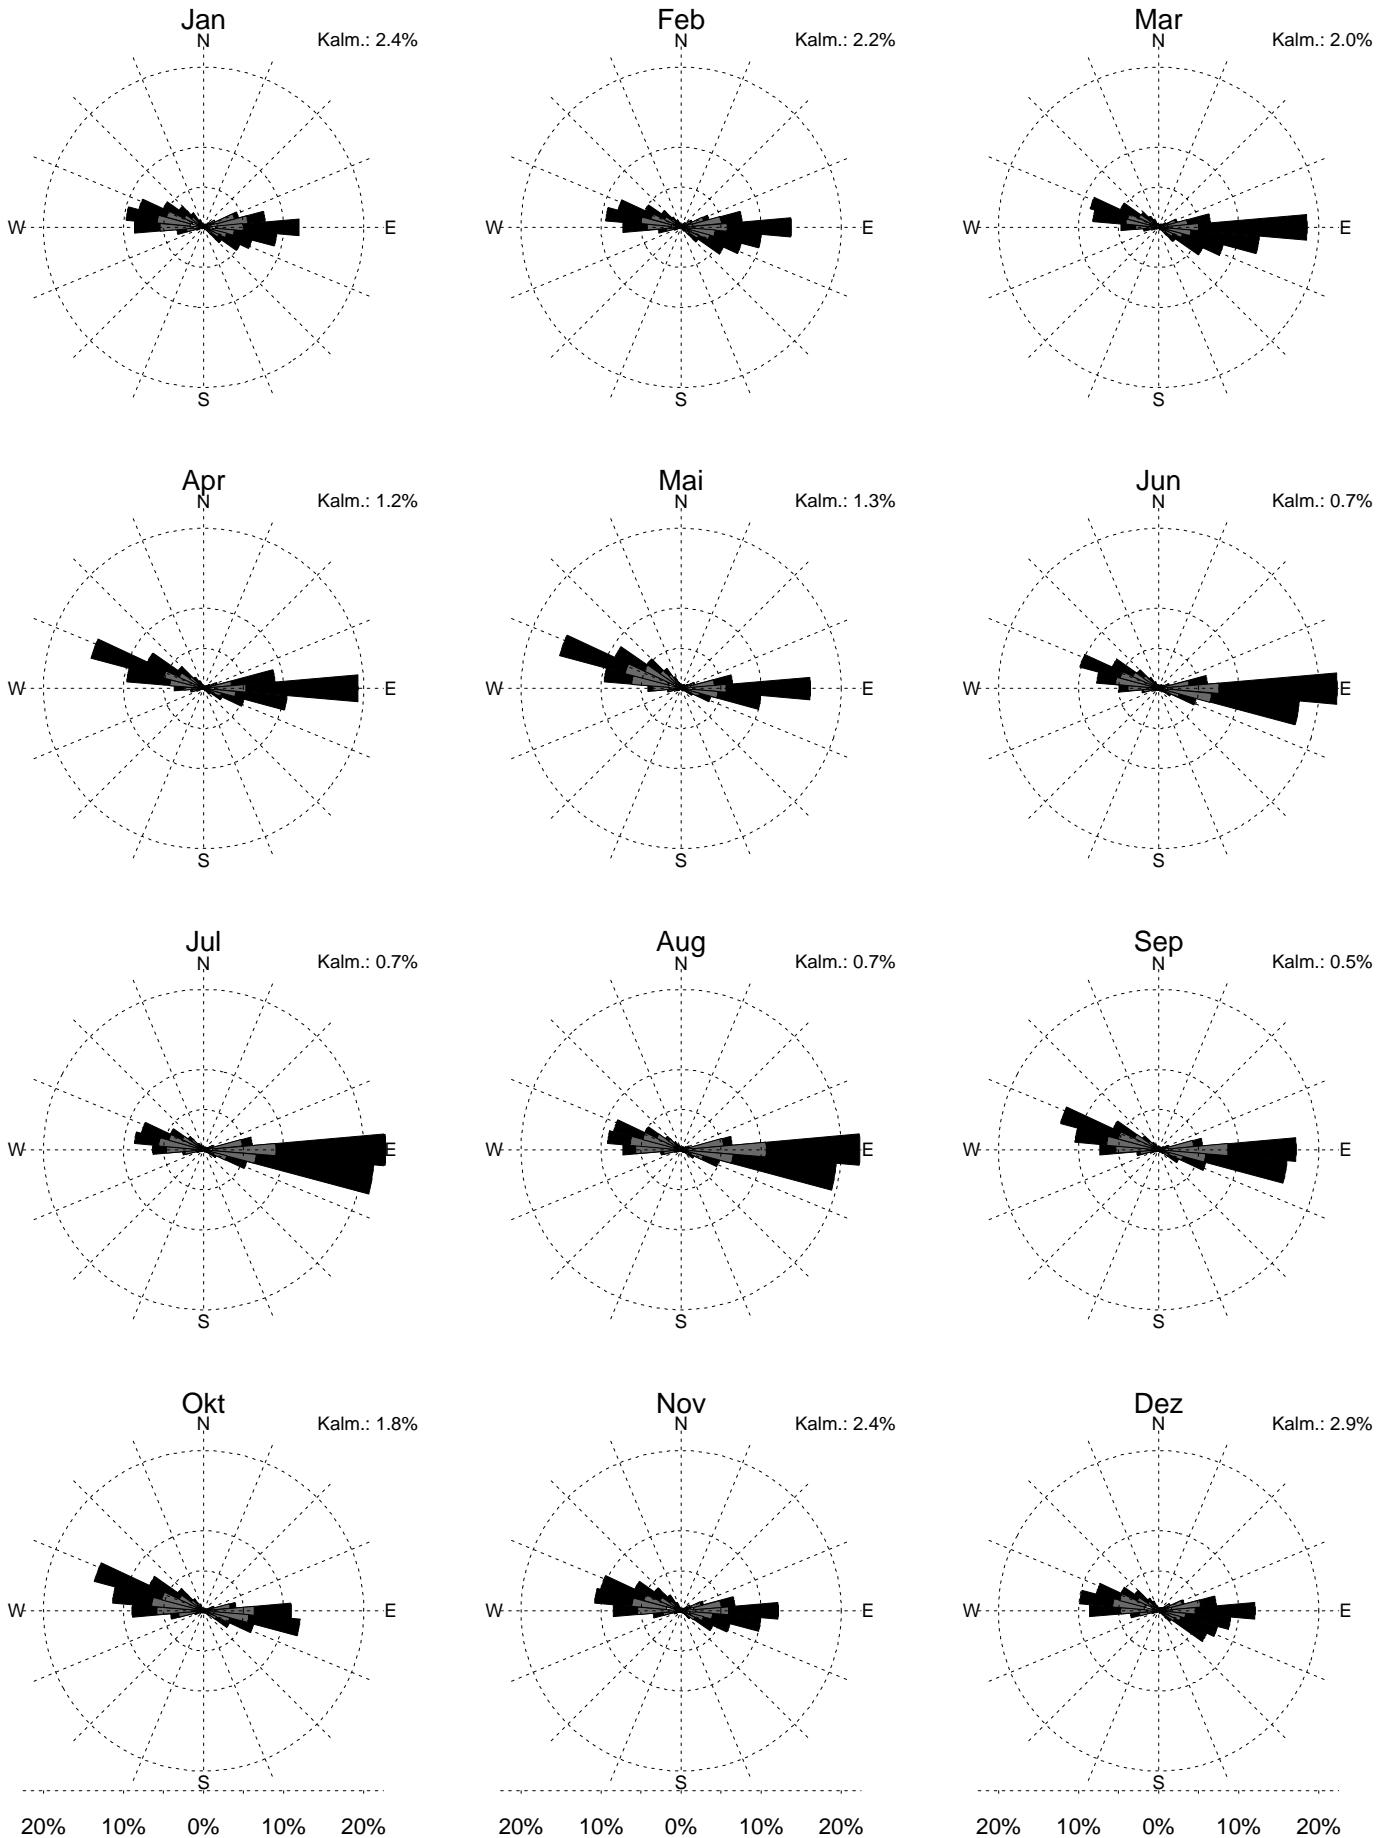 Jan Feb Mar
N Kalm.: 2.4% N Kalm.: 2.2% N Kalm.: 2.0%
W E W E W E
S S S
Apr Mai Jun
N Kalm.: 1.2% N Kalm.: 1.3% N Kalm.: 0.7%
W E W E W E
S S S
Jul Aug Sep
N Kalm.: 0.7% N Kalm.: 0.7% N Kalm.: 0.5%
W E W E W E
S S S
Okt Nov Dez
N Kalm.: 1.8% N Kalm.: 2.4% N Kalm.: 2.9%
W E W E W E
S S S
20% 10% 0% 10% 20% 20% 10% 0% 10% 20% 20% 10% 0% 10% 20%